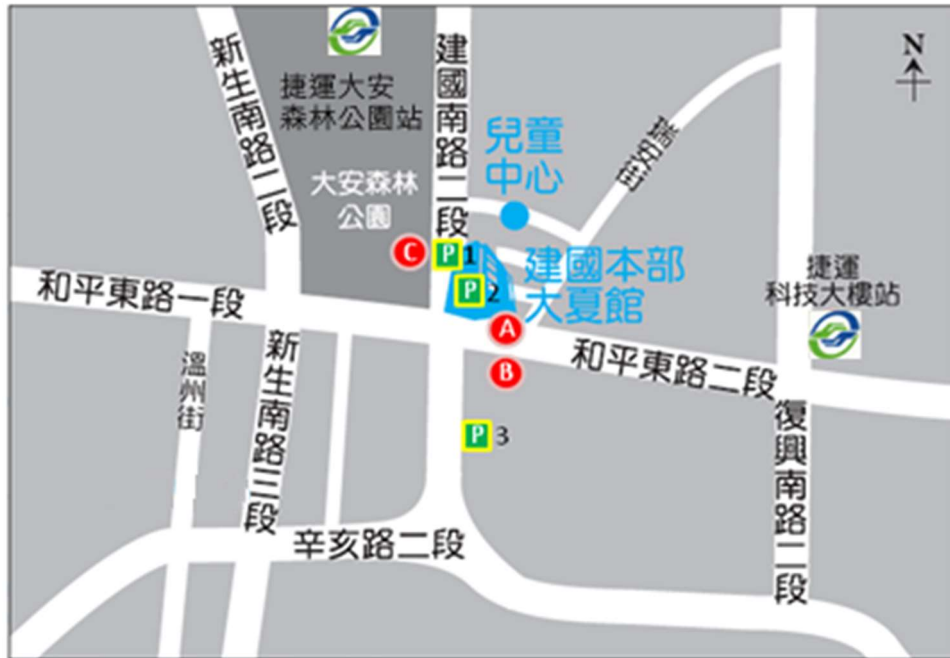 N
新生南路二段
捷運大安
森林公園站
建國南路二段
兒童
中心
瑞安街
大安森林
公園
C
P 1
P 2
建國本部
大夏館
捷運
科技大樓站
和平東路一段
A
B
和平東路二段
溫州街
新生南路三段
P 3
復興南路二段
辛亥路二段